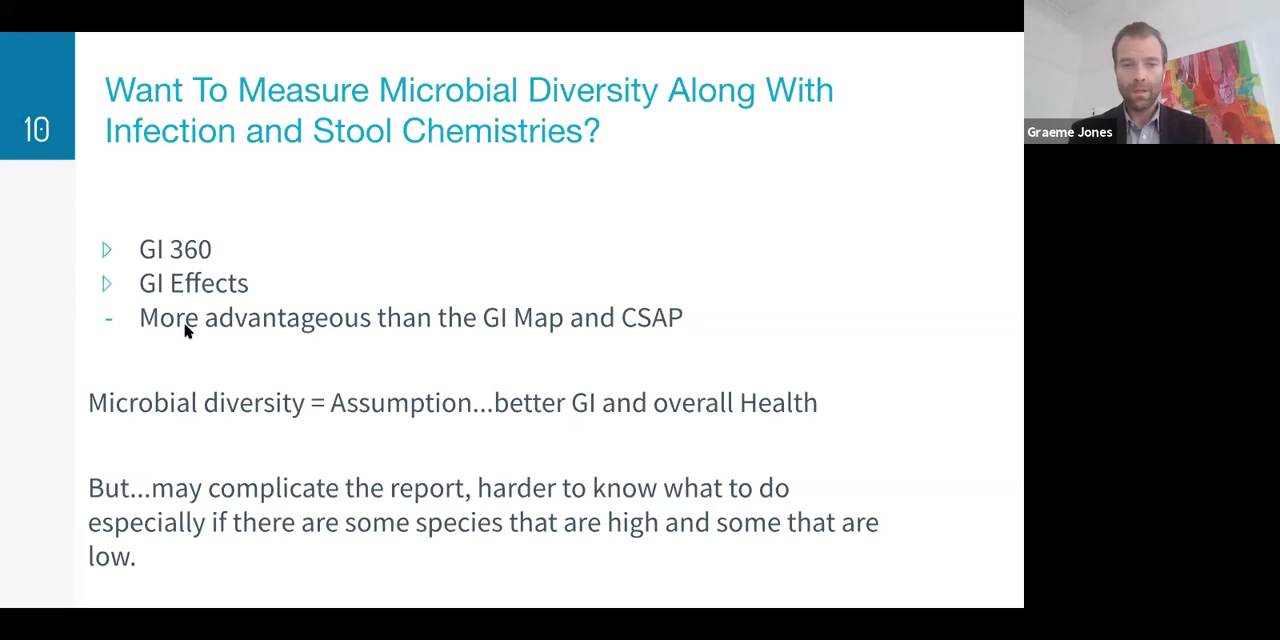 10
Want To Measure Microbial Diversity Along With
Infection and Stool Chemistries?
GI 360
GI Effects
- More advantageous than the GI Map and CSAP
Microbial diversity = Assumption...better GI and overall Health
But...may complicate the report, harder to know what to do
especially if there are some species that are high and some that are
low.
Graeme Jones